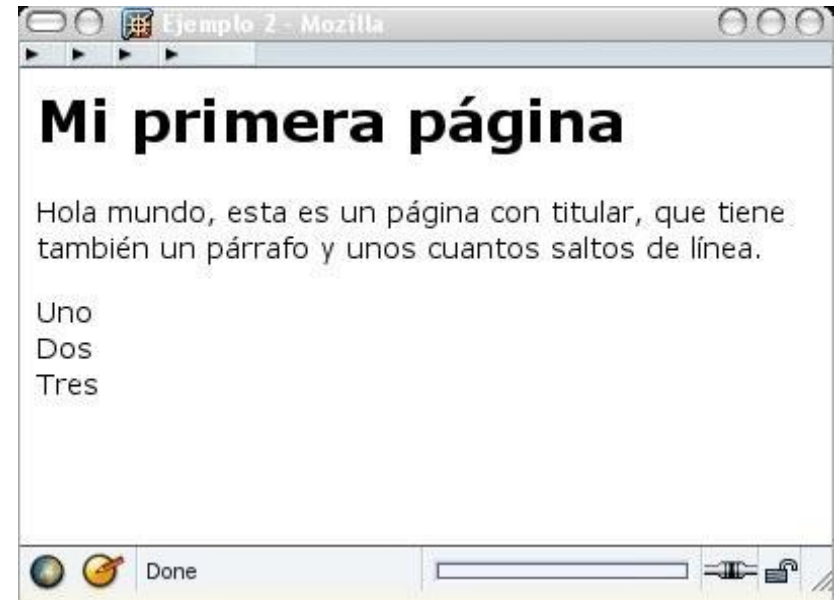 Ejemplo 2 - Mozilla
Mi primera página
Hola mundo, esta es un página con titular, que tiene
también un párrafo y unos cuantos saltos de línea.
Uno
Dos
Tres
Done